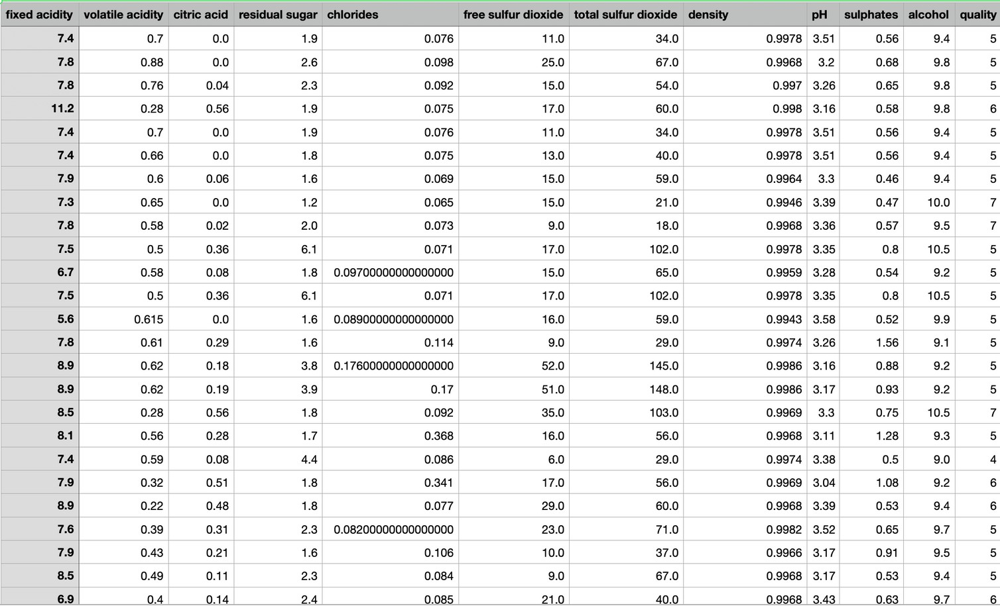 fixed acidity volatile acidity citric acid residual sugar chlorides free sulfur dioxide total sulfur dioxide density pH sulphates alcohol quality
7.4 0.7 0.0 1.9 0.076 11.0 34.0 0.9978 3.51 0.56 9.4 5
7.8 0.88 0.0 2.6 0.098 25.0 67.0 0.9968 3.2 0.68 9.8 5
7.8 0.76 0.04 2.3 0.092 15.0 54.0 0.997 3.26 0.65 9.8 5
11.2 0.28 0.56 1.9 0.075 17.0 60.0 0.998 3.16 0.58 9.8 6
7.4 0.7 0.0 1.9 0.076 11.0 34.0 0.9978 3.51 0.56 9.4 5
7.4 0.66 0.0 1.8 0.075 13.0 40.0 0.9978 3.51 0.56 9.4 5
7.9 0.6 0.06 1.6 0.069 15.0 59.0 0.9964 3.3 0.46 9.4 5
7.3 0.65 0.0 1.2 0.065 15.0 21.0 0.9946 3.39 0.47 10.0 7
7.8 0.58 0.02 2.0 0.073 9.0 18.0 0.9968 3.36 0.57 9.5 7
7.5 0.5 0.36 6.1 0.071 17.0 102.0 0.9978 3.35 0.8 10.5 5
6.7 0.58 0.08 1.8 0.09700000000000000 15.0 65.0 0.9959 3.28 0.54 9.2 5
7.5 0.5 0.36 6.1 0.071 17.0 102.0 0.9978 3.35 0.8 10.5 5
5.6 0.615 0.0 1.6 0.08900000000000000 16.0 59.0 0.9943 3.58 0.52 9.9 5
7.8 0.61 0.29 1.6 0.114 9.0 29.0 0.9974 3.26 1.56 9.1 5
8.9 0.62 0.18 3.8 0.17600000000000000 52.0 145.0 0.9986 3.16 0.88 9.2 5
8.9 0.62 0.19 3.9 0.17 51.0 148.0 0.9986 3.17 0.93 9.2 5
8.5 0.28 0.56 1.8 0.092 35.0 103.0 0.9969 3.3 0.75 10.5 7
8.1 0.56 0.28 1.7 0.368 16.0 56.0 0.9968 3.11 1.28 9.3 5
7.4 0.59 0.08 4.4 0.086 6.0 29.0 0.9974 3.38 0.5 9.0 4
7.9 0.32 0.51 1.8 0.341 17.0 56.0 0.9969 3.04 1.08 9.2 6
8.9 0.22 0.48 1.8 0.077 29.0 60.0 0.9968 3.39 0.53 9.4 6
7.6 0.39 0.31 2.3 0.08200000000000000 23.0 71.0 0.9982 3.52 0.65 9.7 5
7.9 0.43 0.21 1.6 0.106 10.0 37.0 0.9966 3.17 0.91 9.5 5
8.5 0.49 0.11 2.3 0.084 9.0 67.0 0.9968 3.17 0.53 9.4 5
6.9 0.4 0.14 2.4 0.085 21.0 40.0 0.9968 3.43 0.63 9.7 6